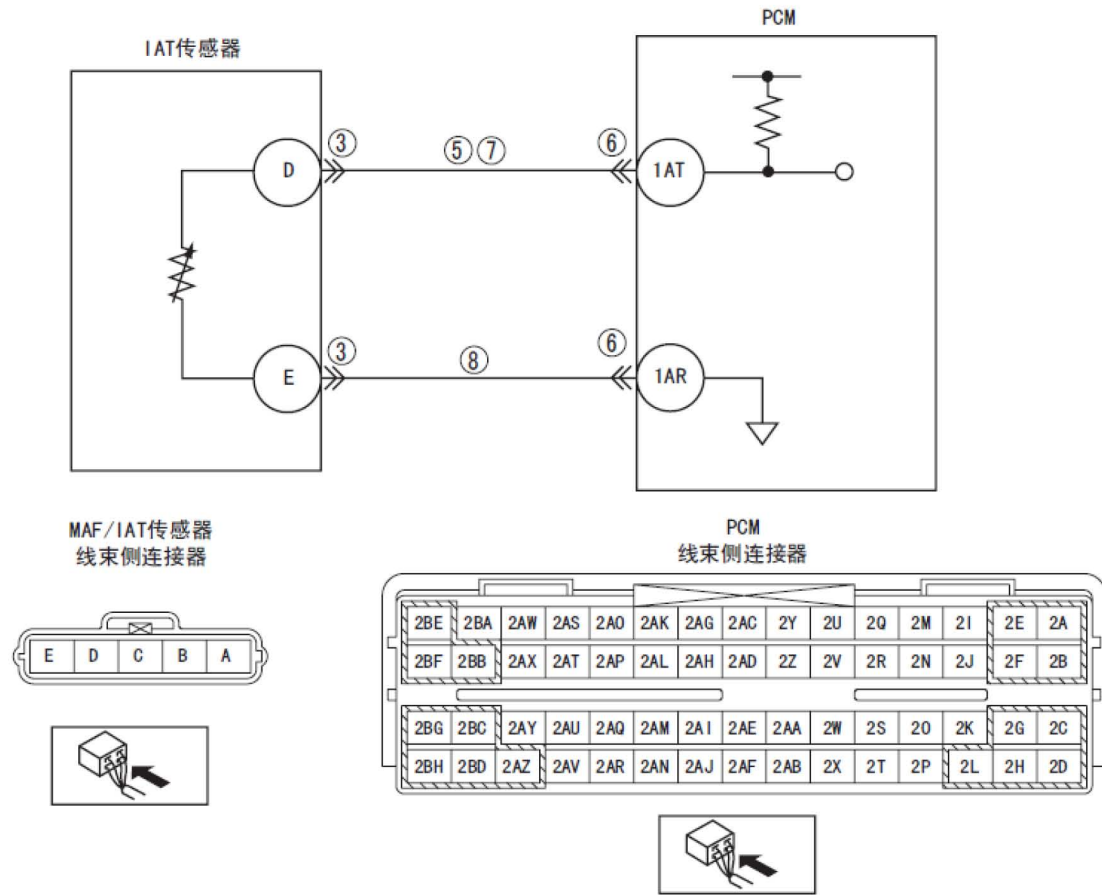 PCM
IAT传感器
③ ⑤⑦ ⑥
D 1AT
③ ⑧ ⑥
E 1AR
MAF/IAT传感器
线束侧连接器
E D C B A
PCM
线束侧连接器
2BE 2BA 2AW 2AS 2AO 2AK 2AG 2AC 2Y 2U 2Q 2M 2I 2E 2A
2BF 2BB 2AX 2AT 2AP 2AL 2AH 2AD 2Z 2V 2R 2N 2J 2F 2B
2BG 2BC 2AY 2AU 2AQ 2AM 2AI 2AE 2AA 2W 2S 2O 2K 2G 2C
2BH 2BD 2AZ 2AV 2AR 2AN 2AJ 2AF 2AB 2X 2T 2P 2L 2H 2D